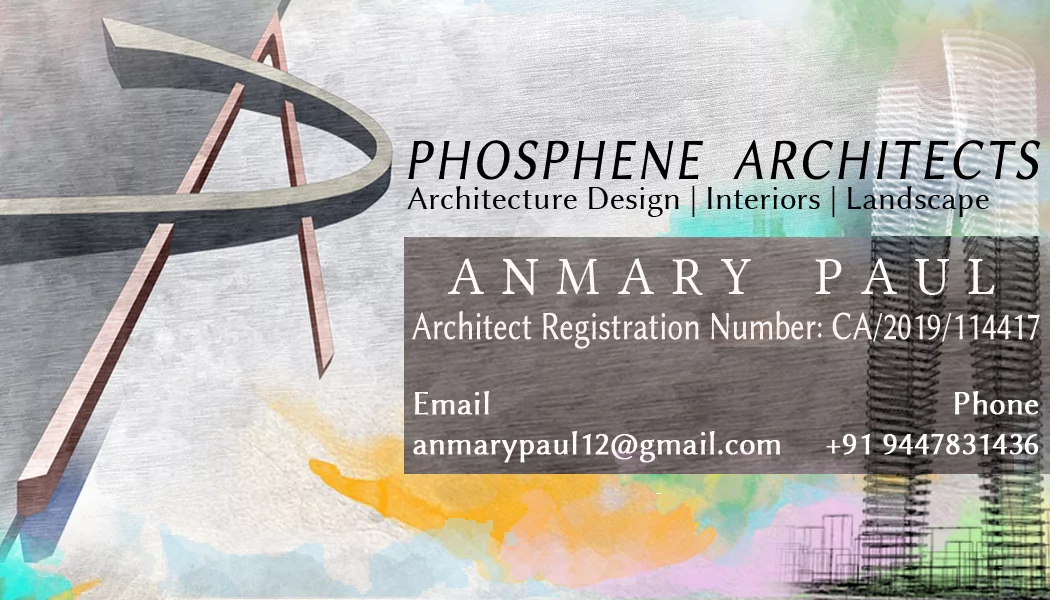 PHOSPHENE ARCHITECTS
Architecture Design | Interiors | Landscape
ANMARY PAUL
Architect Registration Number: CA/2019/114417
Email Phone
anmarypaul12@gmail.com +91 9447831436